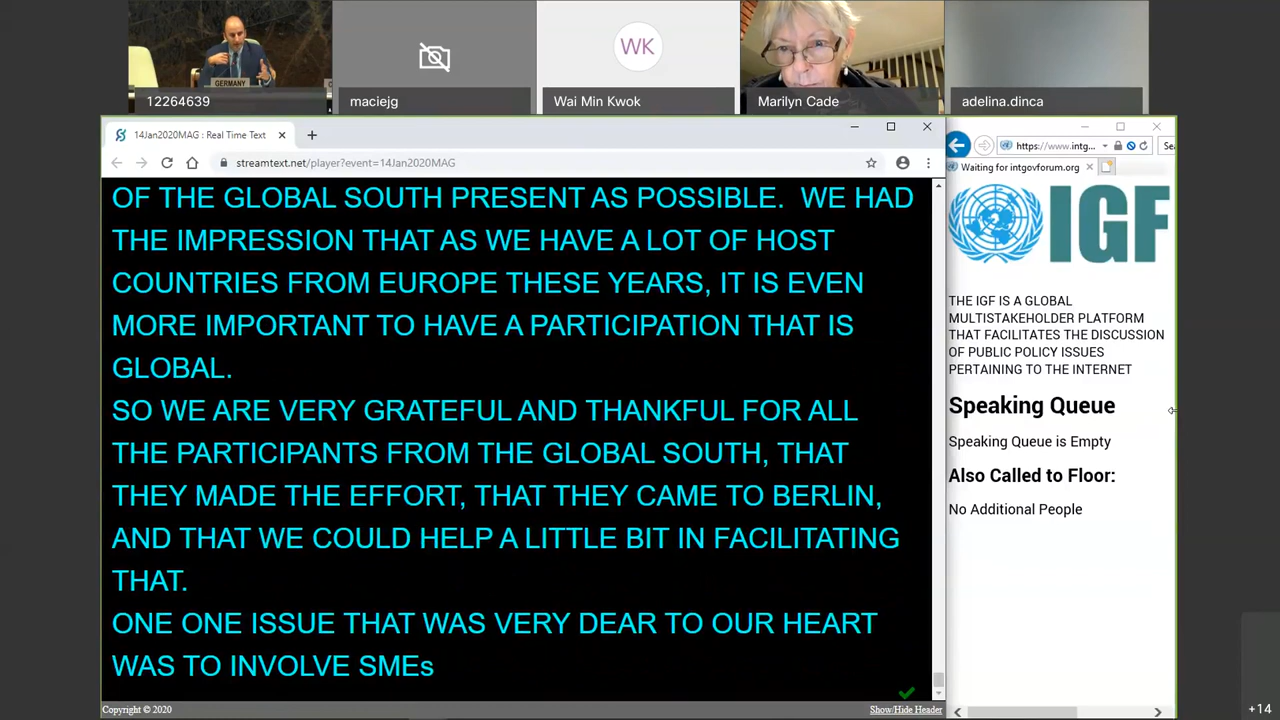 GERMANY
WK
12264639
maciejg
Wai Min Kwok
Marilyn Cade
adelina.dinca
14Jan2020MAG : Real Time Text
streamtext.net/player?event=14Jan2020MAG
OF THE GLOBAL SOUTH PRESENT AS POSSIBLE.  WE HAD
THE IMPRESSION THAT AS WE HAVE A LOT OF HOST
COUNTRIES FROM EUROPE THESE YEARS, IT IS EVEN
MORE IMPORTANT TO HAVE A PARTICIPATION THAT IS
GLOBAL.
SO WE ARE VERY GRATEFUL AND THANKFUL FOR ALL
THE PARTICIPANTS FROM THE GLOBAL SOUTH, THAT
THEY MADE THE EFFORT, THAT THEY CAME TO BERLIN,
AND THAT WE COULD HELP A LITTLE BIT IN FACILITATING
THAT.
ONE ONE ISSUE THAT WAS VERY DEAR TO OUR HEART
WAS TO INVOLVE SMEs
Copyright © 2020
Show/Hide Header
https://www.intg...
Sea
Waiting for intgovforum.org
IGF
THE IGF IS A GLOBAL
MULTISTAKEHOLDER PLATFORM
THAT FACILITATES THE DISCUSSION
OF PUBLIC POLICY ISSUES
PERTAINING TO THE INTERNET
Speaking Queue
Speaking Queue is Empty
Also Called to Floor:
No Additional People
+14